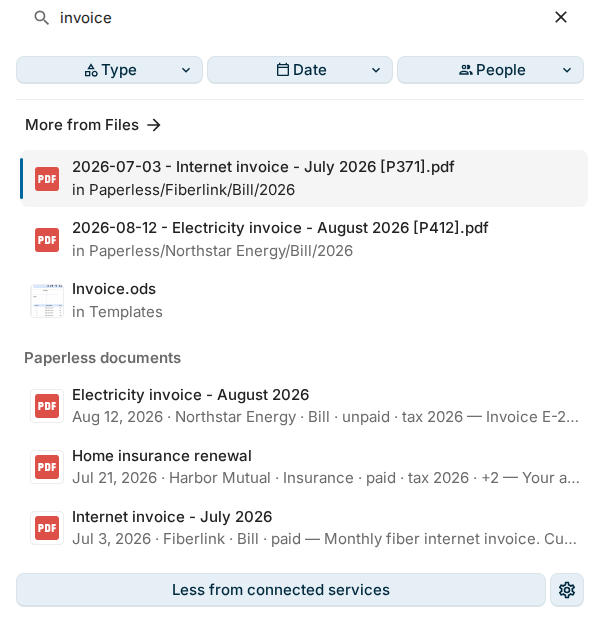 invoice
Type
Date
People
More from Files
2026-07-03 - Internet invoice - July 2026 [P371].pdf
in Paperless/Fiberlink/Bill/2026
2026-08-12 - Electricity invoice - August 2026 [P412].pdf
in Paperless/Northstar Energy/Bill/2026
Invoice.ods
in Templates
Paperless documents
Electricity invoice - August 2026
Aug 12, 2026 · Northstar Energy · Bill · unpaid · tax 2026 — Invoice E-2...
Home insurance renewal
Jul 21, 2026 · Harbor Mutual · Insurance · paid · tax 2026 · +2 — Your a...
Internet invoice - July 2026
Jul 3, 2026 · Fiberlink · Bill · paid — Monthly fiber internet invoice. Cu...
Less from connected services